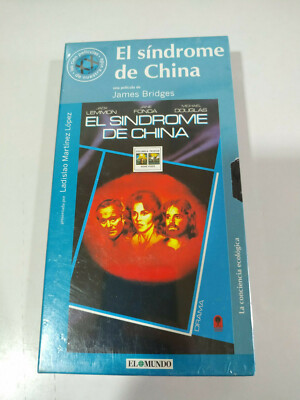 El síndrome
de China
una película de
James Bridges
presentada por Ladislao Martínez López
JACK
LEMMON
JANE
FONDA
MICHAEL
DOUGLAS
EL SINDROME
DE CHINA
DRAMA
La conciencia ecológica
EL MUNDO